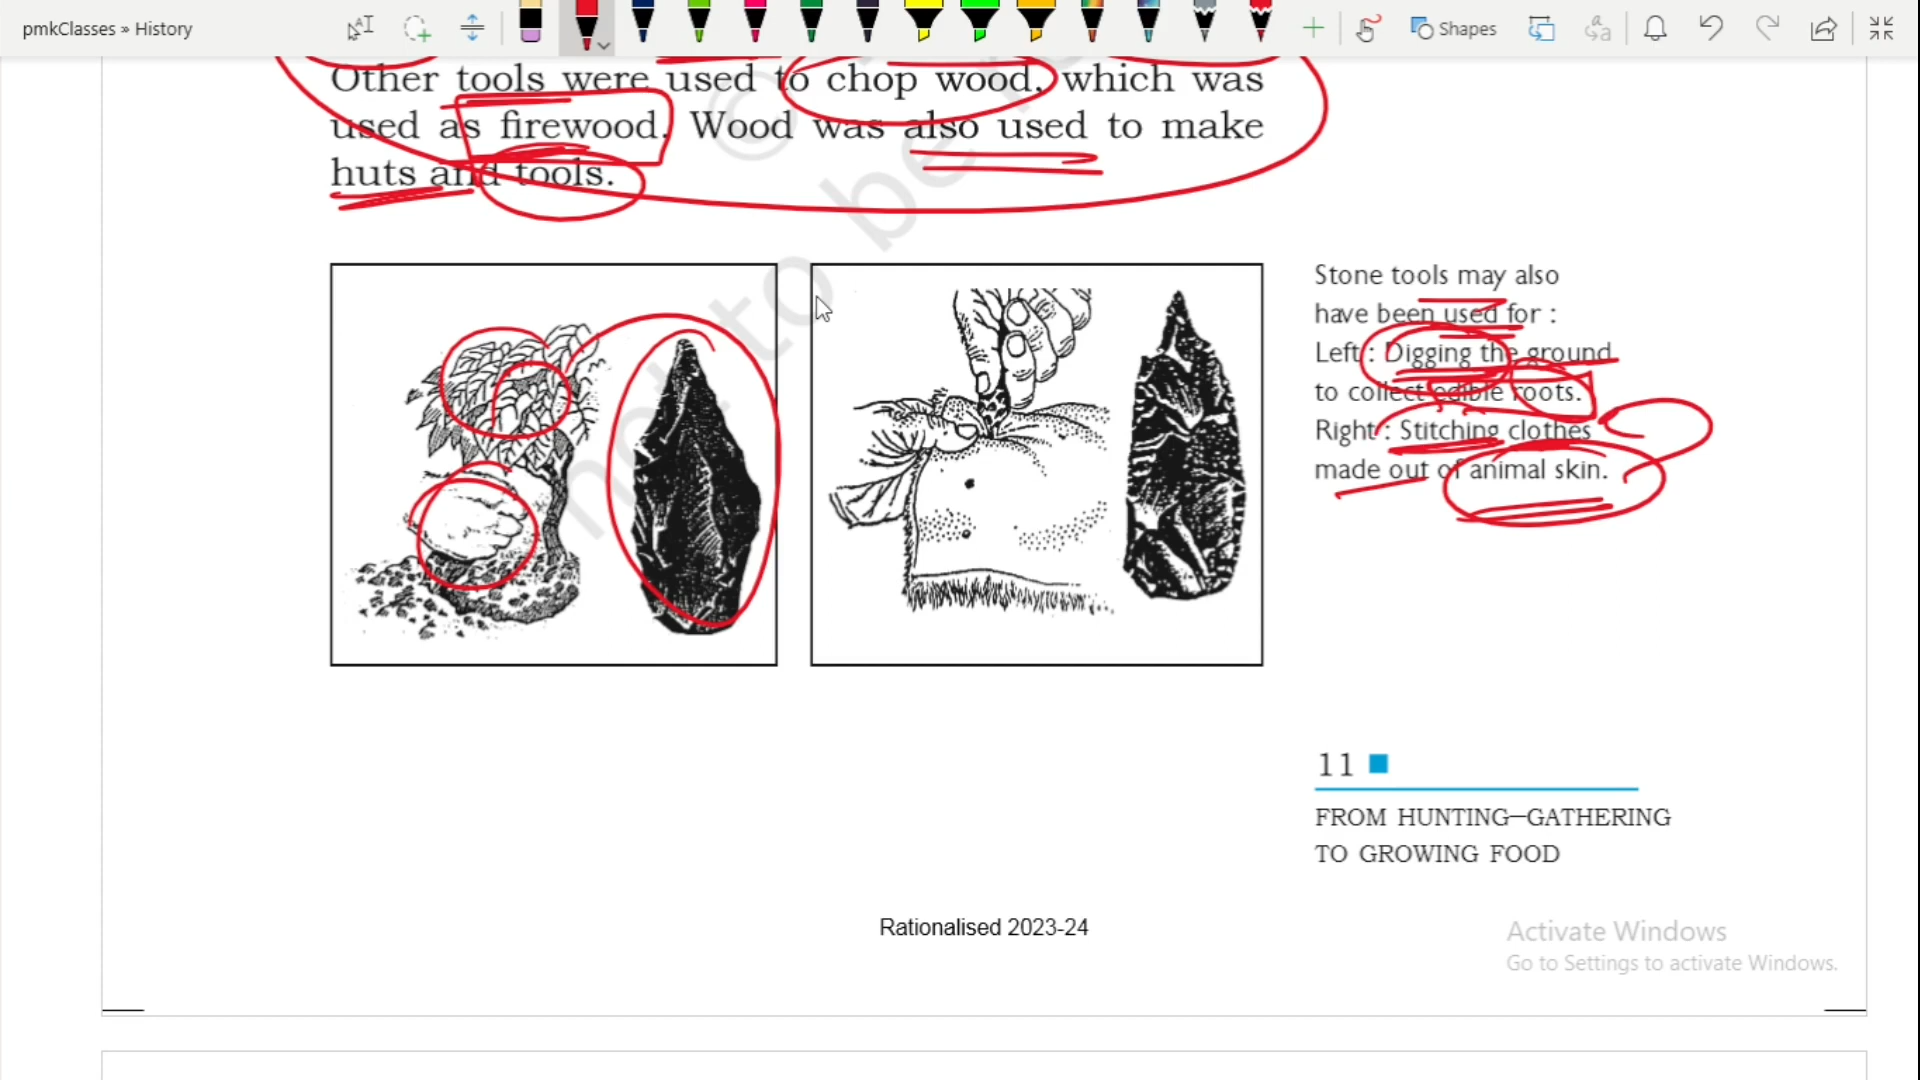 pmkClasses » History
Shapes
Other tools were used to chop wood, which was
used as firewood. Wood was also used to make
huts and tools.
not to be
Stone tools may also
have been used for :
Left : Digging the ground
to collect edible roots.
Right : Stitching clothes
made out of animal skin.
11
FROM HUNTING—GATHERING
TO GROWING FOOD
Rationalised 2023-24
Activate Windows
Go to Settings to activate Windows.